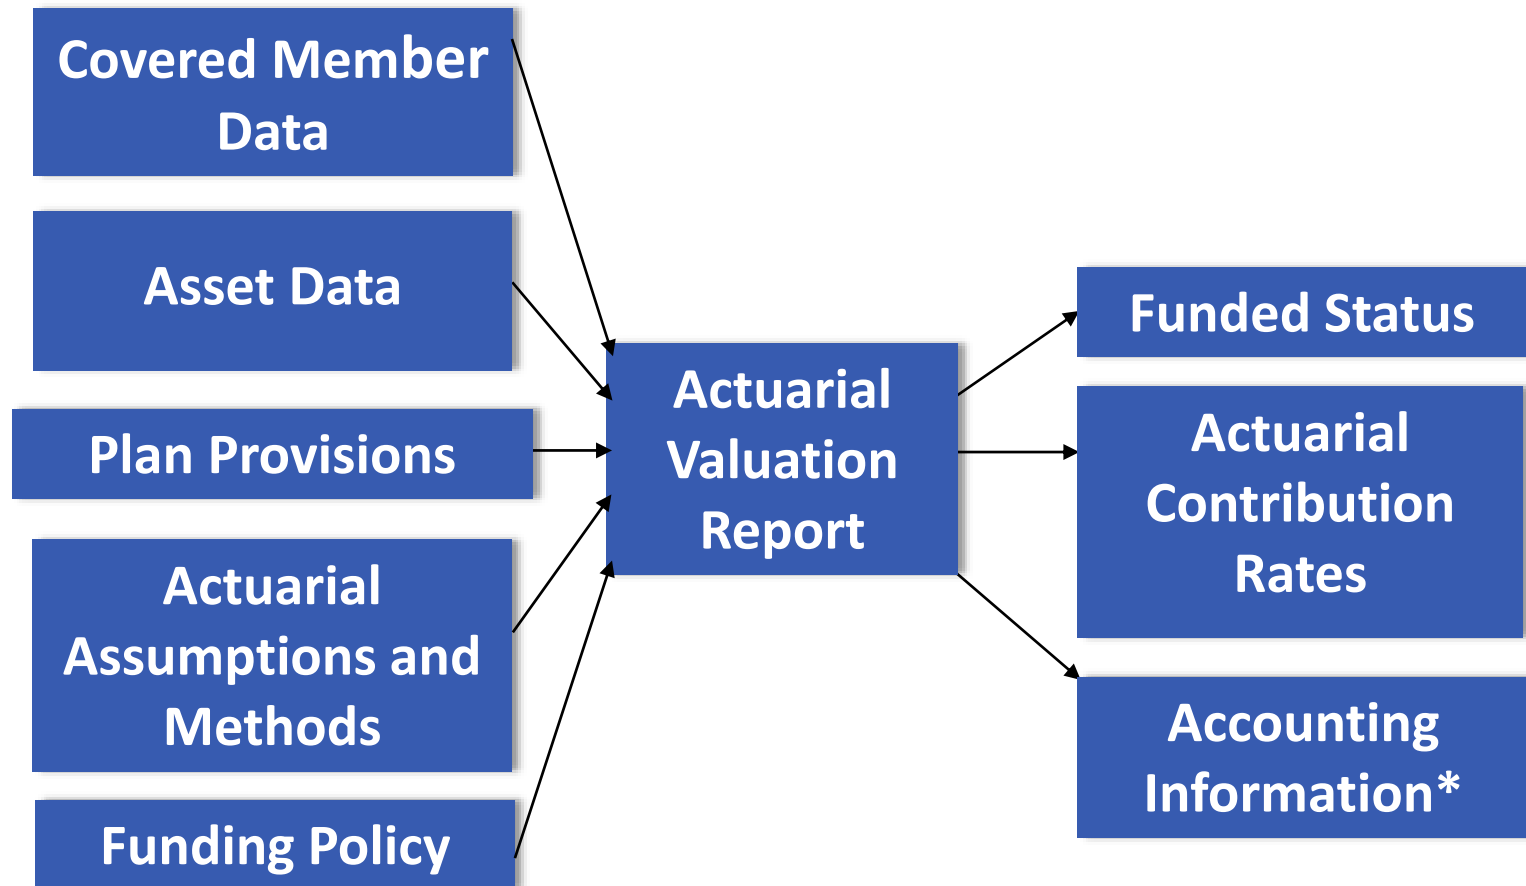 Covered Member
Data
Asset Data
Plan Provisions
Actuarial
Assumptions and
Methods
Funding Policy
Actuarial
Valuation
Report
Funded Status
Actuarial
Contribution
Rates
Accounting
Information*